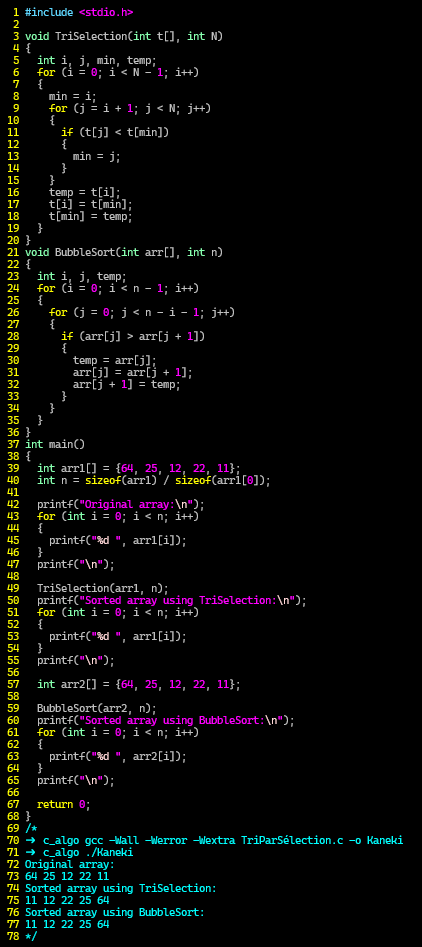 1 #include <stdio.h>
2
3 void TriSelection(int t[], int N)
4 {
5   int i, j, min, temp;
6   for (i = 0; i < N - 1; i++)
7   {
8     min = i;
9     for (j = i + 1; j < N; j++)
10     {
11       if (t[j] < t[min])
12       {
13         min = j;
14       }
15     }
16     temp = t[i];
17     t[i] = t[min];
18     t[min] = temp;
19   }
20 }
21 void BubbleSort(int arr[], int n)
22 {
23   int i, j, temp;
24   for (i = 0; i < n - 1; i++)
25   {
26     for (j = 0; j < n - i - 1; j++)
27     {
28       if (arr[j] > arr[j + 1])
29       {
30         temp = arr[j];
31         arr[j] = arr[j + 1];
32         arr[j + 1] = temp;
33       }
34     }
35   }
36 }
37 int main()
38 {
39   int arr1[] = {64, 25, 12, 22, 11};
40   int n = sizeof(arr1) / sizeof(arr1[0]);
41
42   printf("Original array:\n");
43   for (int i = 0; i < n; i++)
44   {
45     printf("%d ", arr1[i]);
46   }
47   printf("\n");
48
49   TriSelection(arr1, n);
50   printf("Sorted array using TriSelection:\n");
51   for (int i = 0; i < n; i++)
52   {
53     printf("%d ", arr1[i]);
54   }
55   printf("\n");
56
57   int arr2[] = {64, 25, 12, 22, 11};
58
59   BubbleSort(arr2, n);
60   printf("Sorted array using BubbleSort:\n");
61   for (int i = 0; i < n; i++)
62   {
63     printf("%d ", arr2[i]);
64   }
65   printf("\n");
66
67   return 0;
68 }
69 /*
70 ➜ c_algo gcc -Wall -Werror -Wextra TriParSélection.c -o Kaneki
71 ➜ c_algo ./Kaneki
72 Original array:
73 64 25 12 22 11
74 Sorted array using TriSelection:
75 11 12 22 25 64
76 Sorted array using BubbleSort:
77 11 12 22 25 64
78 */